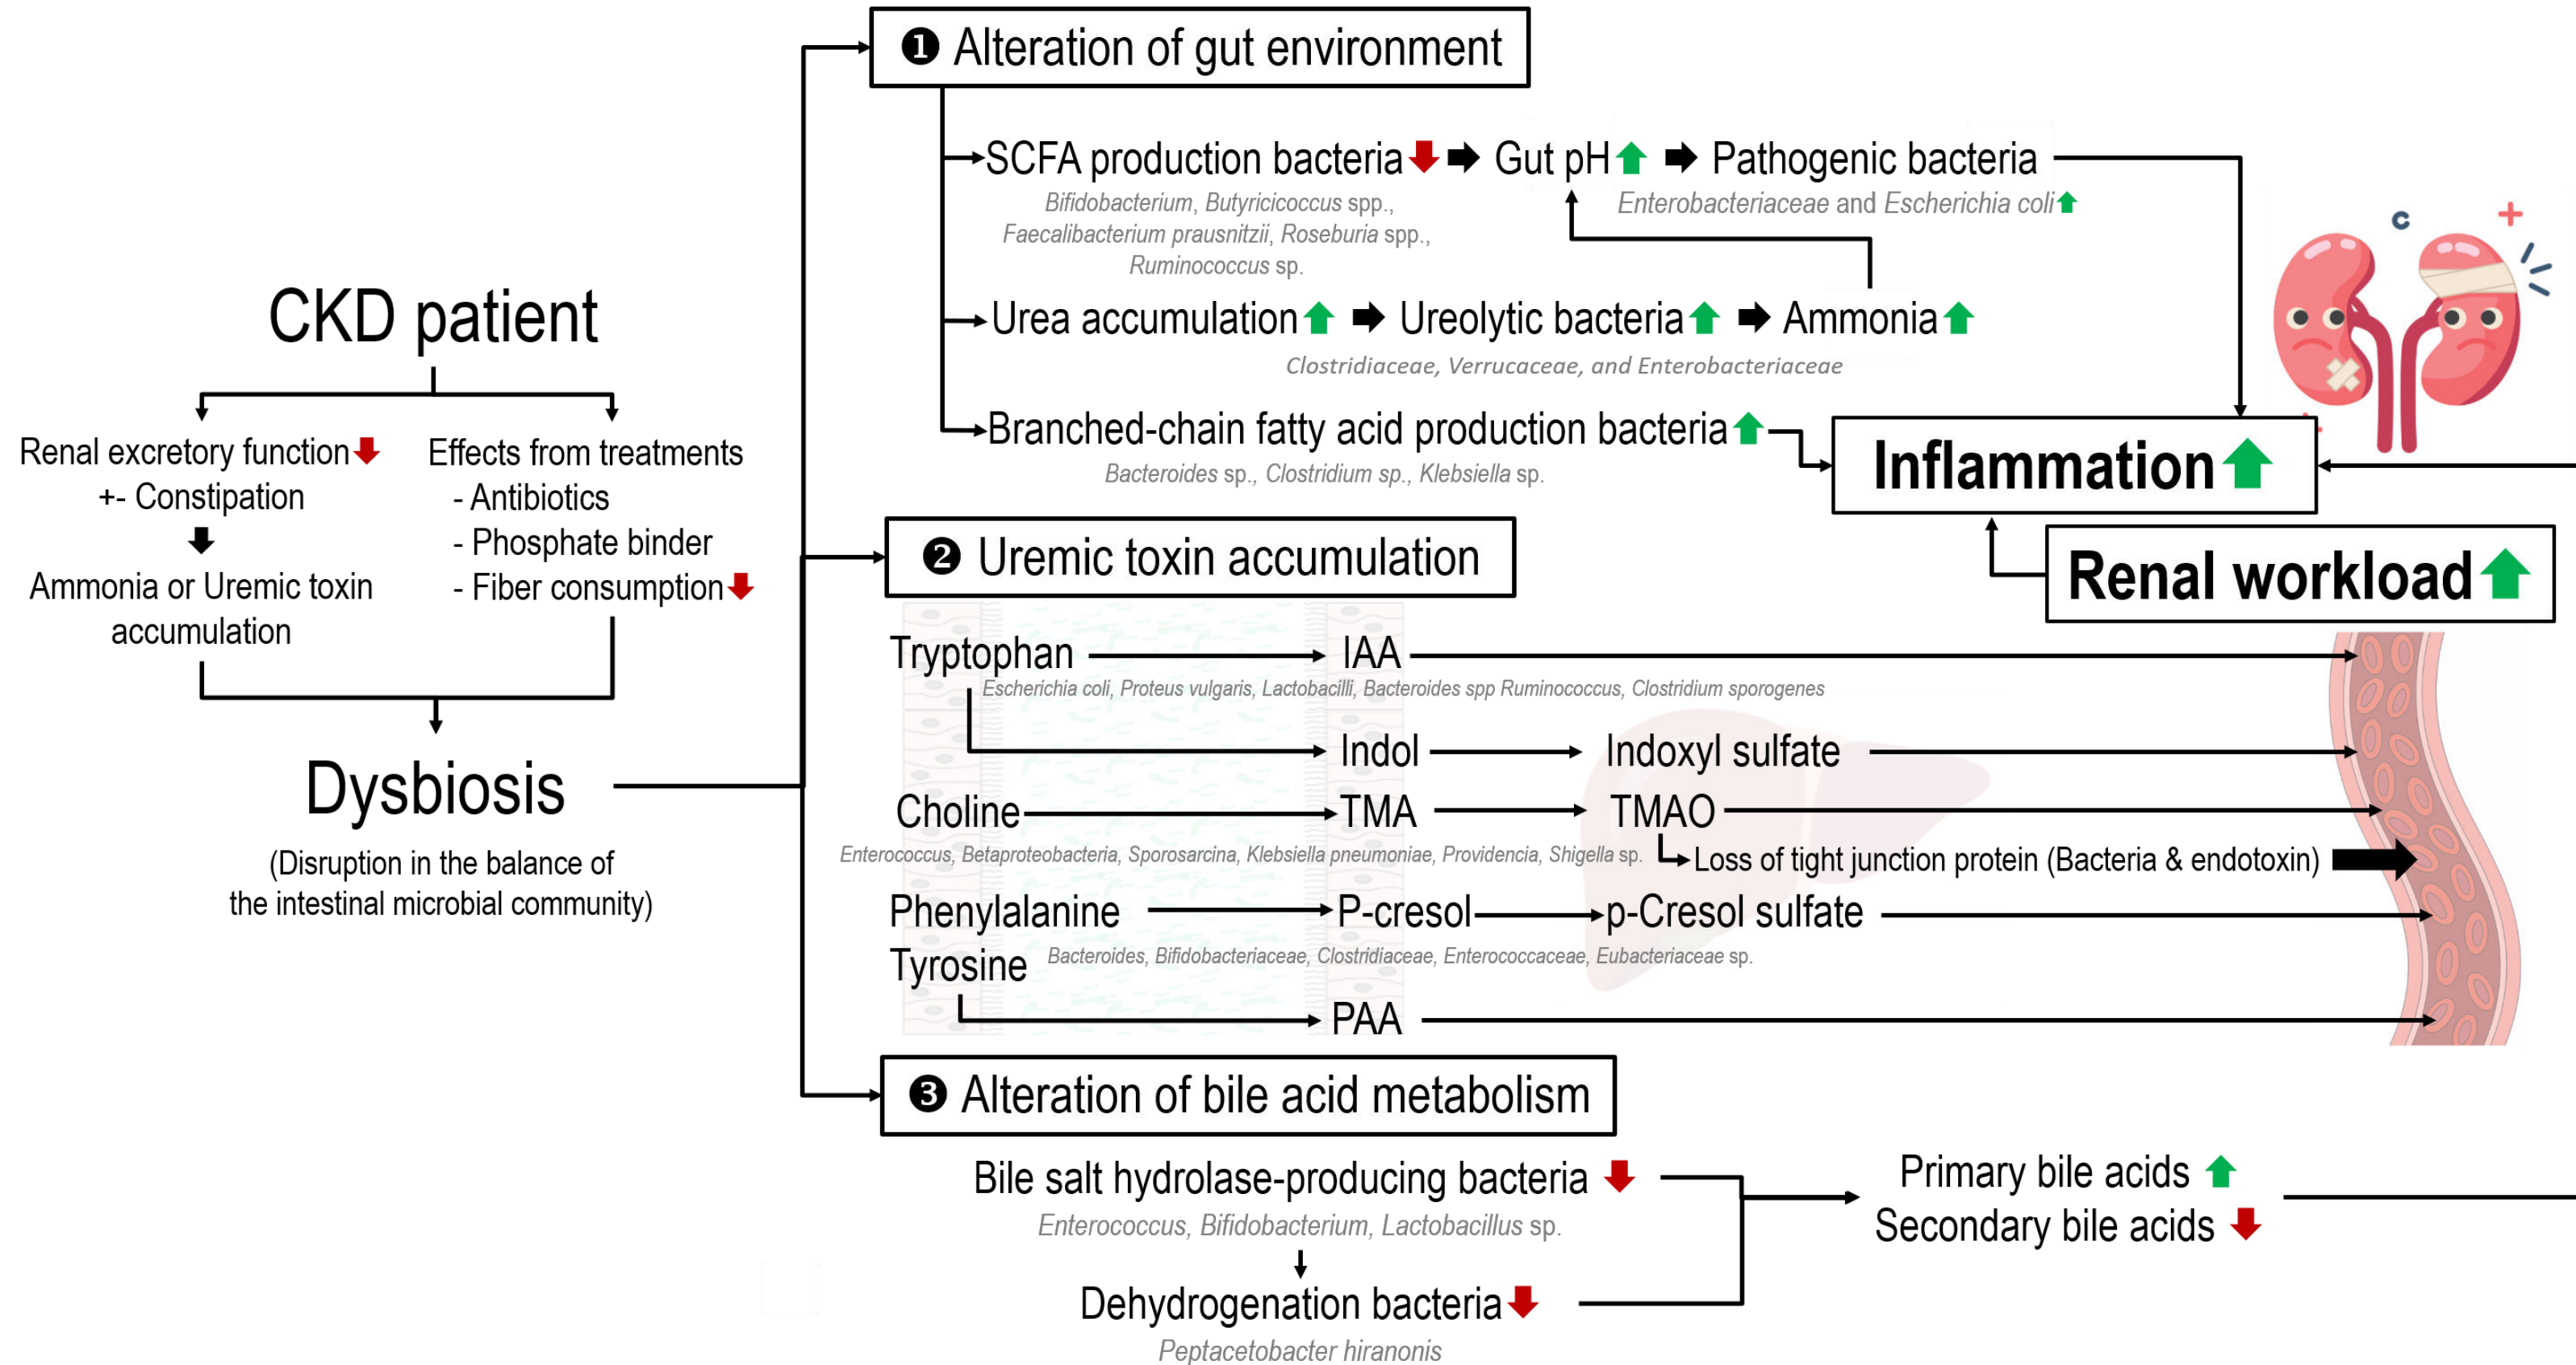 CKD patient
Renal excretory function
+- Constipation
Ammonia or Uremic toxin
accumulation
Effects from treatments
- Antibiotics
- Phosphate binder
- Fiber consumption
Dysbiosis
(Disruption in the balance of
the intestinal microbial community)
❶ Alteration of gut environment
SCFA production bacteria
Bifidobacterium, Butyricicoccus spp.,
Faecalibacterium prausnitzii, Roseburia spp.,
Ruminococcus sp.
Gut pH
Pathogenic bacteria
Enterobacteriaceae and Escherichia coli
Urea accumulation
Ureolytic bacteria
Ammonia
Clostridiaceae, Verrucaceae, and Enterobacteriaceae
Branched-chain fatty acid production bacteria
Bacteroides sp., Clostridium sp., Klebsiella sp.
Inflammation
Renal workload
❷ Uremic toxin accumulation
Tryptophan
IAA
Escherichia coli, Proteus vulgaris, Lactobacilli, Bacteroides spp Ruminococcus, Clostridium sporogenes
Indol
Indoxyl sulfate
Choline
TMA
TMAO
Enterococcus, Betaproteobacteria, Sporosarcina, Klebsiella pneumoniae, Providencia, Shigella sp.
Loss of tight junction protein (Bacteria & endotoxin)
Phenylalanine
P-cresol
p-Cresol sulfate
Tyrosine
Bacteroides, Bifidobacteriaceae, Clostridiaceae, Enterococcaceae, Eubacteriaceae sp.
PAA
❸ Alteration of bile acid metabolism
Bile salt hydrolase-producing bacteria
Enterococcus, Bifidobacterium, Lactobacillus sp.
Dehydrogenation bacteria
Peptacetobacter hiranonis
Primary bile acids
Secondary bile acids